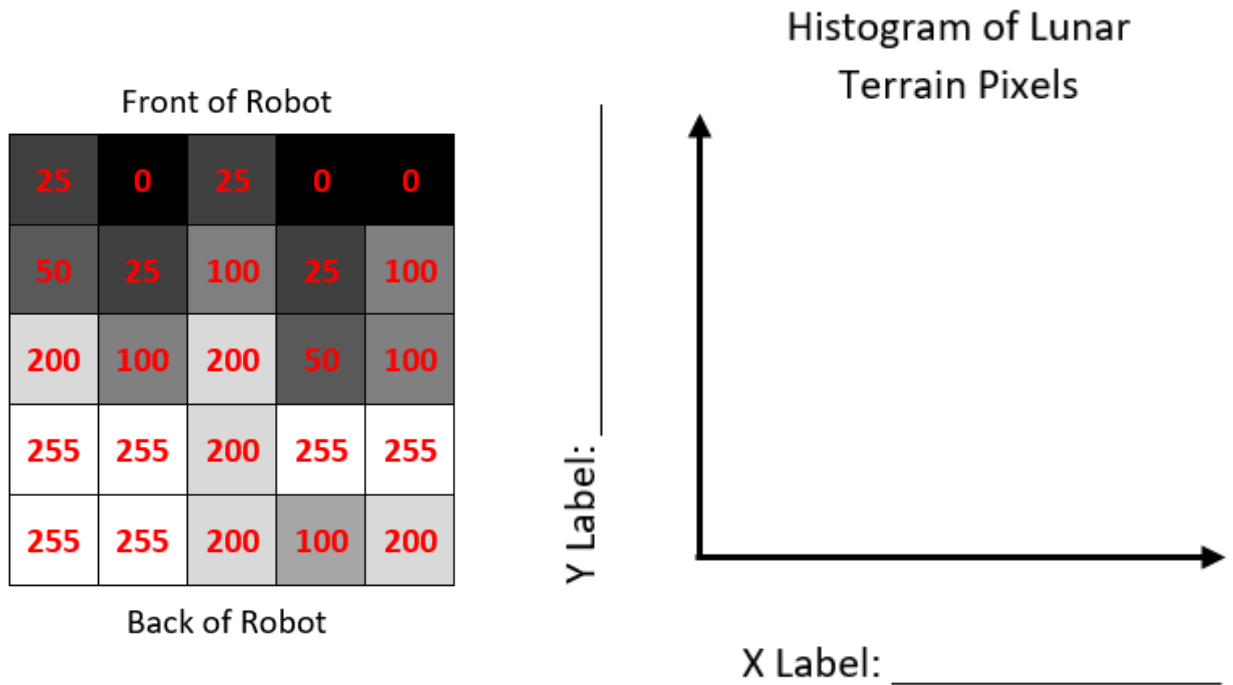 Front of Robot
25 0 25 0 0
50 25 100 25 100
200 100 200 50 100
255 255 200 255 255
255 255 200 100 200
Back of Robot
Histogram of Lunar
Terrain Pixels
Y Label: ____________________
X Label: ____________________